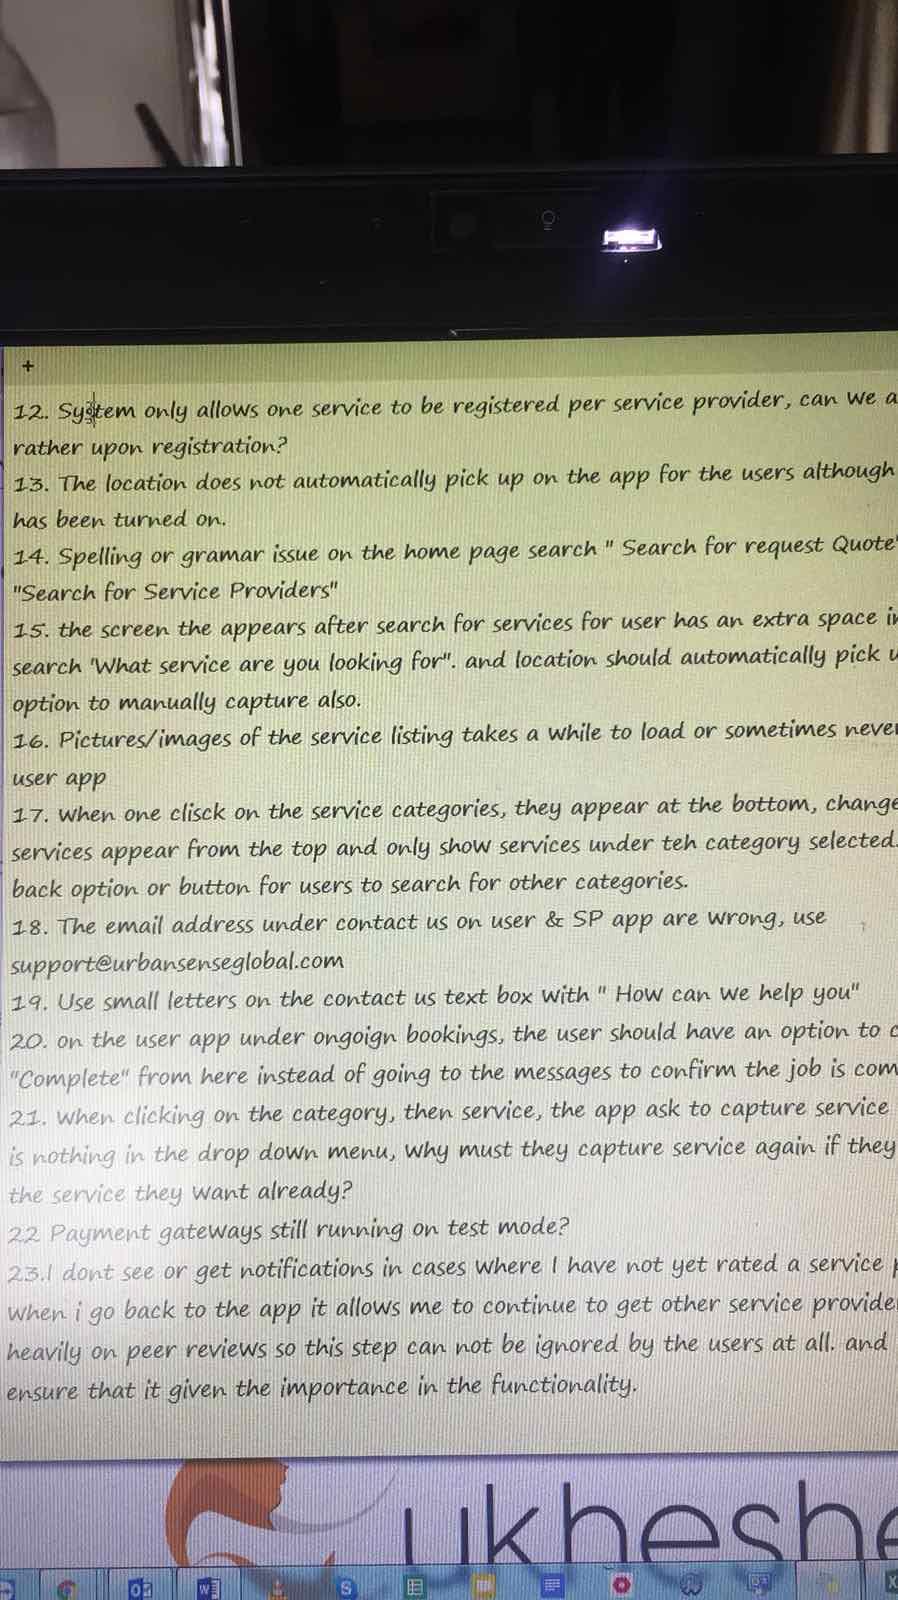 +
12. System only allows one service to be registered per service provider, can we a
rather upon registration?
13. The location does not automatically pick up on the app for the users although
has been turned on.
14. Spelling or gramar issue on the home page search " Search for request Quote"
"Search for Service Providers"
15. the screen the appears after search for services for user has an extra space in
search 'What service are you looking for". and location should automatically pick u
option to manually capture also.
16. Pictures/images of the service listing takes a while to load or sometimes never
user app
17. When one clisck on the service categories, they appear at the bottom, change
services appear from the top and only show services under teh category selected.
back option or button for users to search for other categories.
18. The email address under contact us on user & SP app are wrong, use
support@urbansenseglobal.com
19. Use small letters on the contact us text box with " How can we help you"
20. on the user app under ongoign bookings, the user should have an option to c
"Complete" from here instead of going to the messages to confirm the job is com
21. When clicking on the category, then service, the app ask to capture service
is nothing in the drop down menu, why must they capture service again if they
the service they want already?
22 Payment gateways still running on test mode?
23.I dont see or get notifications in cases where I have not yet rated a service p
When i go back to the app it allows me to continue to get other service provide
heavily on peer reviews so this step can not be ignored by the users at all. and
ensure that it given the importance in the functionality.
ukheshe